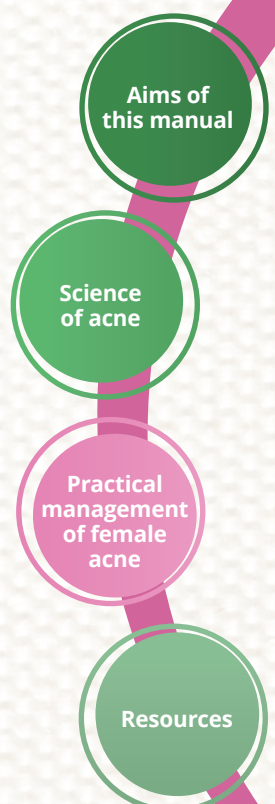 Aims of
this manual
Science
of acne
Practical
management
of female
acne
Resources